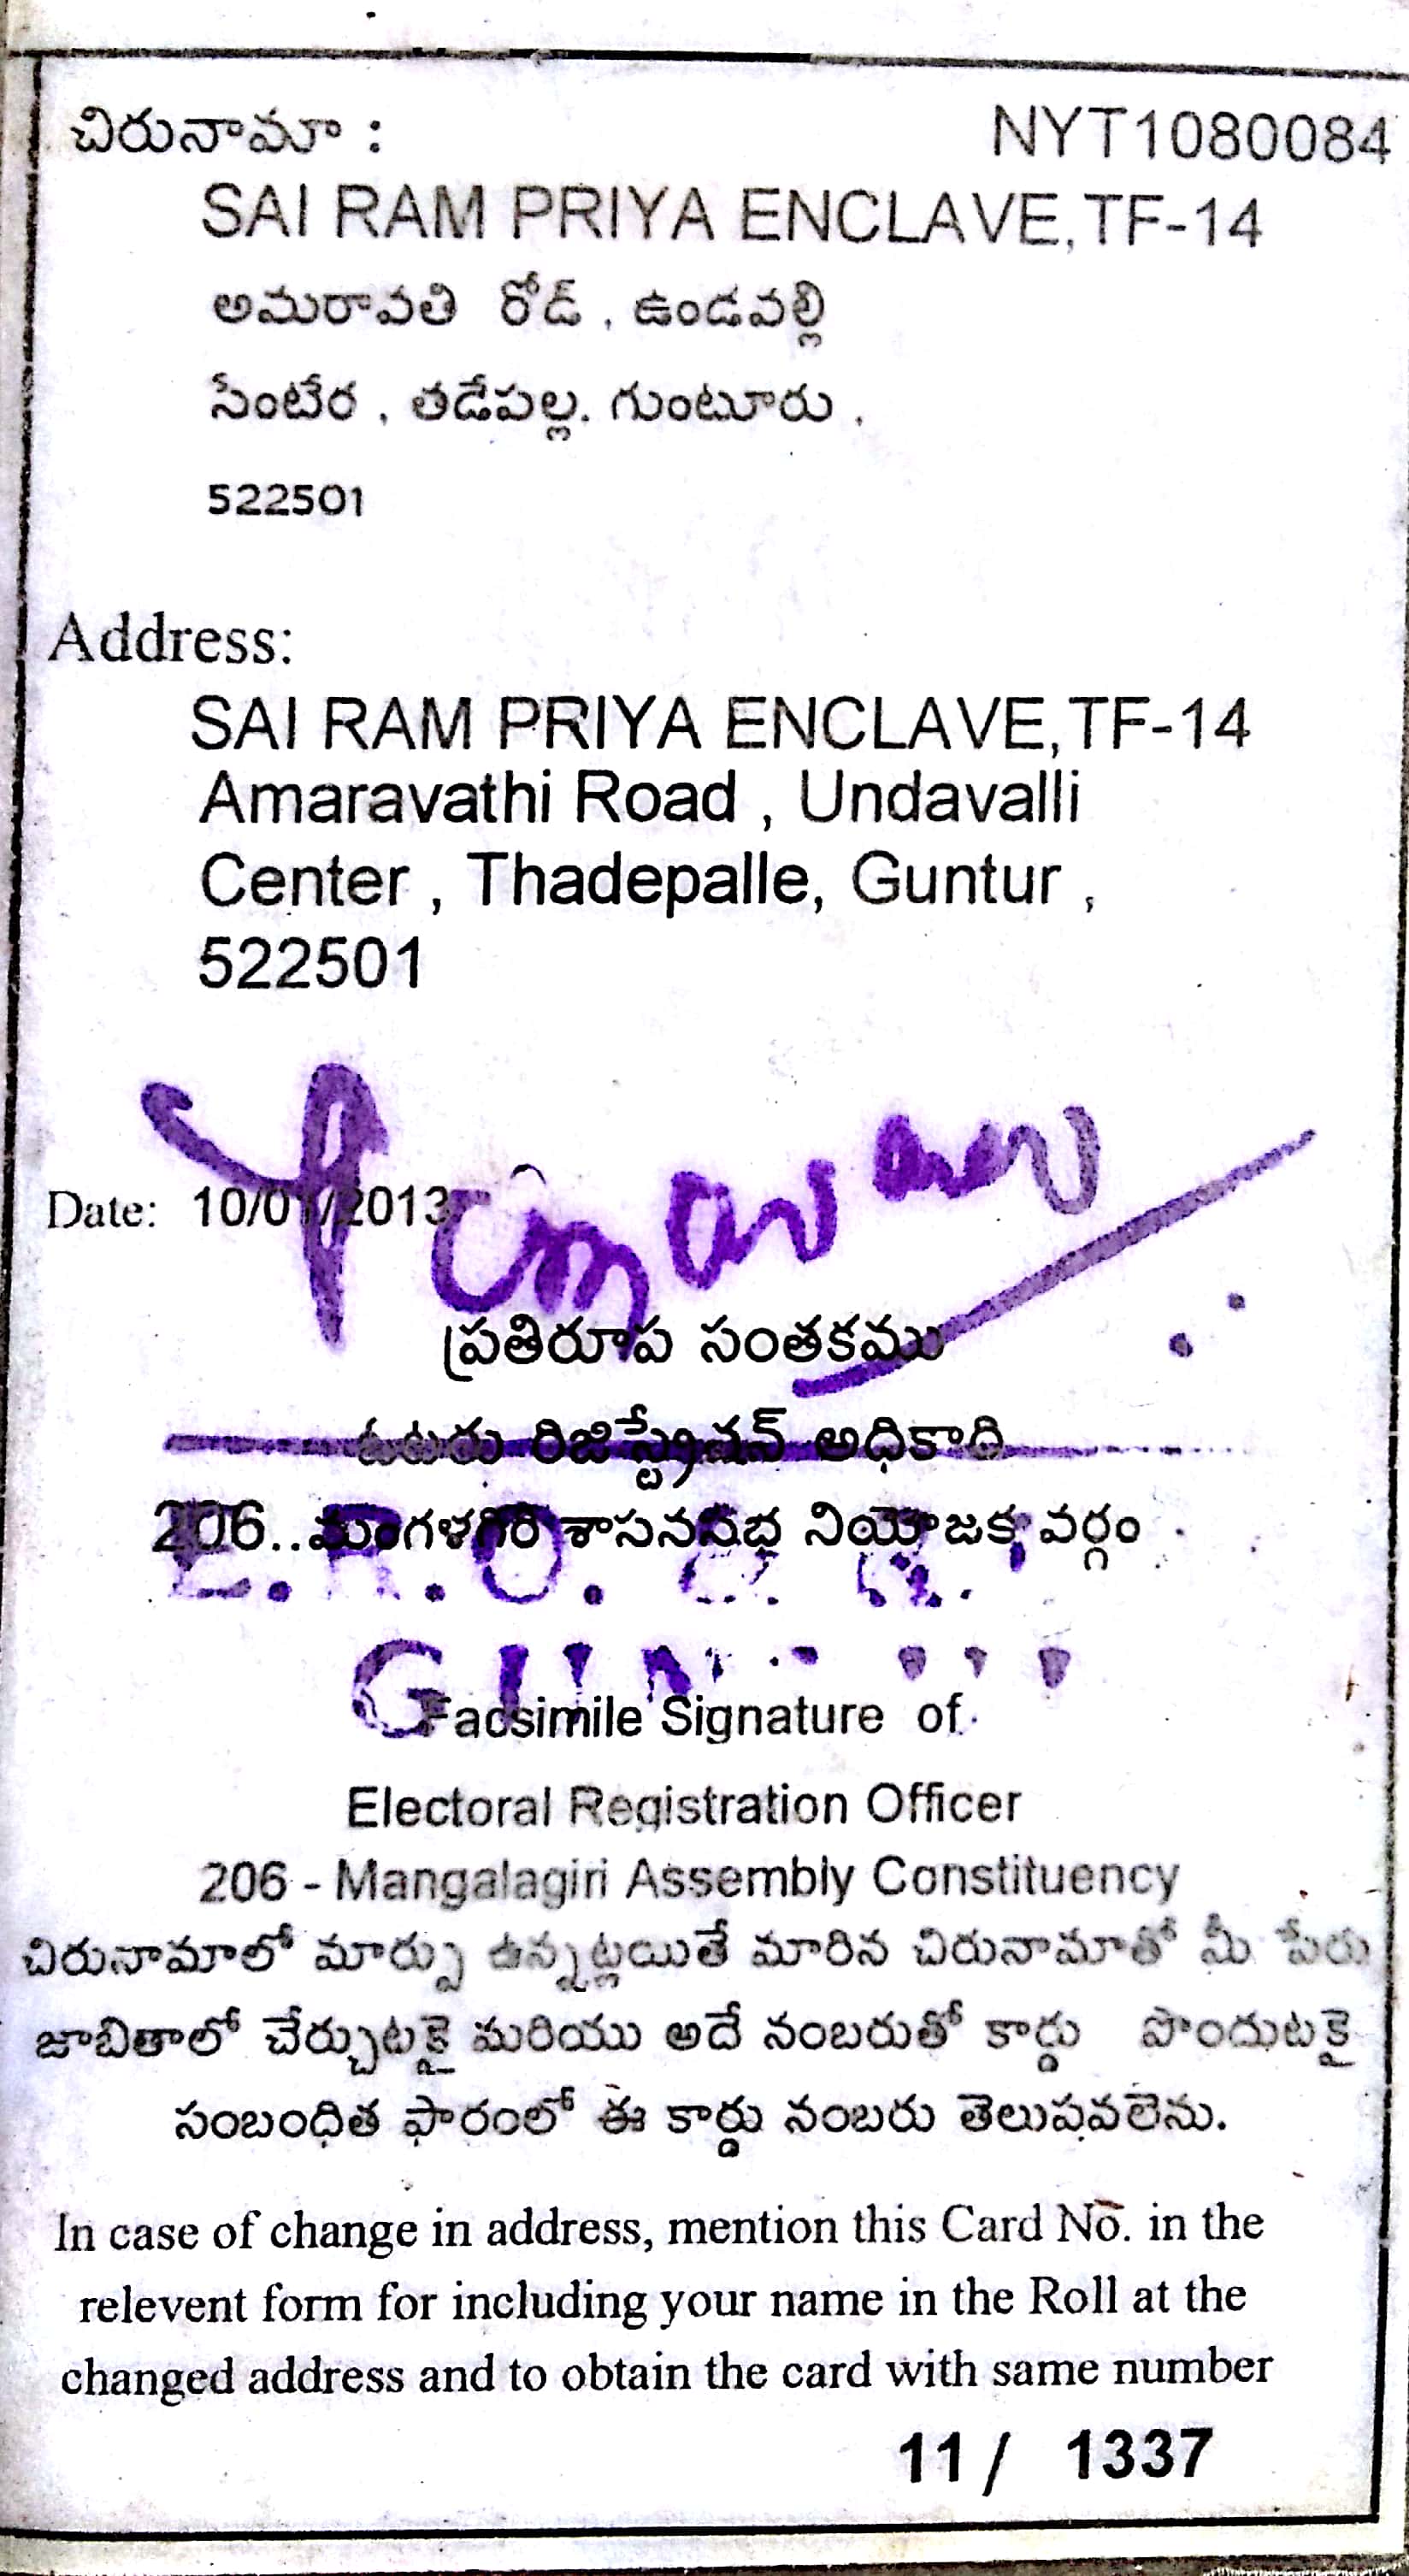 చిరునామా : NYT1080084
SAI RAM PRIYA ENCLAVE,TF-14
అమరావతి రోడ్ , ఉండవల్లి
సేంటేర , తడేపల్ల. గుంటూరు ,
522501
Address:
SAI RAM PRIYA ENCLAVE,TF-14
Amaravathi Road , Undavalli
Center , Thadepalle, Guntur ,
522501
Date: 10/01/2013
ప్రతిరూప సంతకము
ఓటరు రిజిస్ట్రేషన్ అధికారి
206..మంగళగిరి శాసనసభ నియోజక వర్గం
Facsimile Signature of
Electoral Registration Officer
206 - Mangalagiri Assembly Constituency
చిరునామాలో మార్పు ఉన్నట్లయితే మారిన చిరునామాతో మీ పేరు
జాబితాలో చేర్చుటకై మరియు అదే నంబరుతో కార్డు పొందుటకై
సంబంధిత ఫారంలో ఈ కార్డు నంబరు తెలుపవలెను.
In case of change in address, mention this Card No. in the
relevent form for including your name in the Roll at the
changed address and to obtain the card with same number
11 / 1337